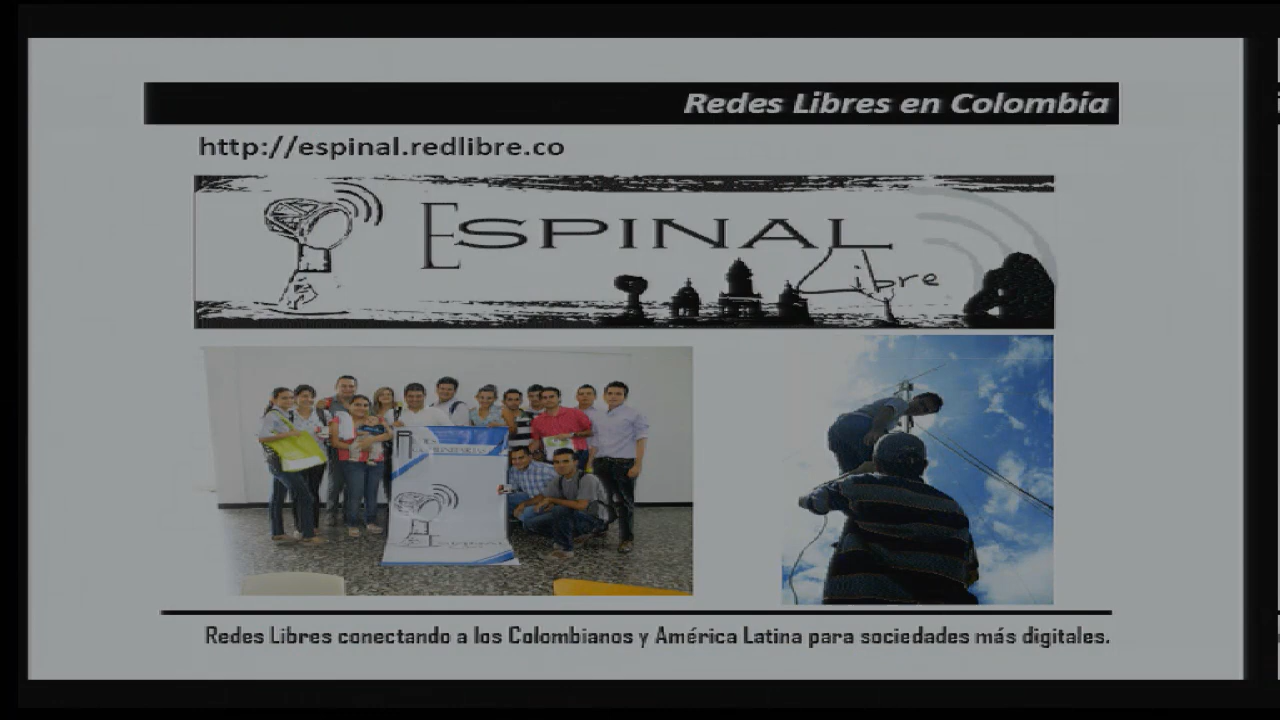 Redes Libres en Colombia
http://espinal.redlibre.co
ESPINAL
Libre
Redes Libres conectando a los Colombianos y América Latina para sociedades más digitales.